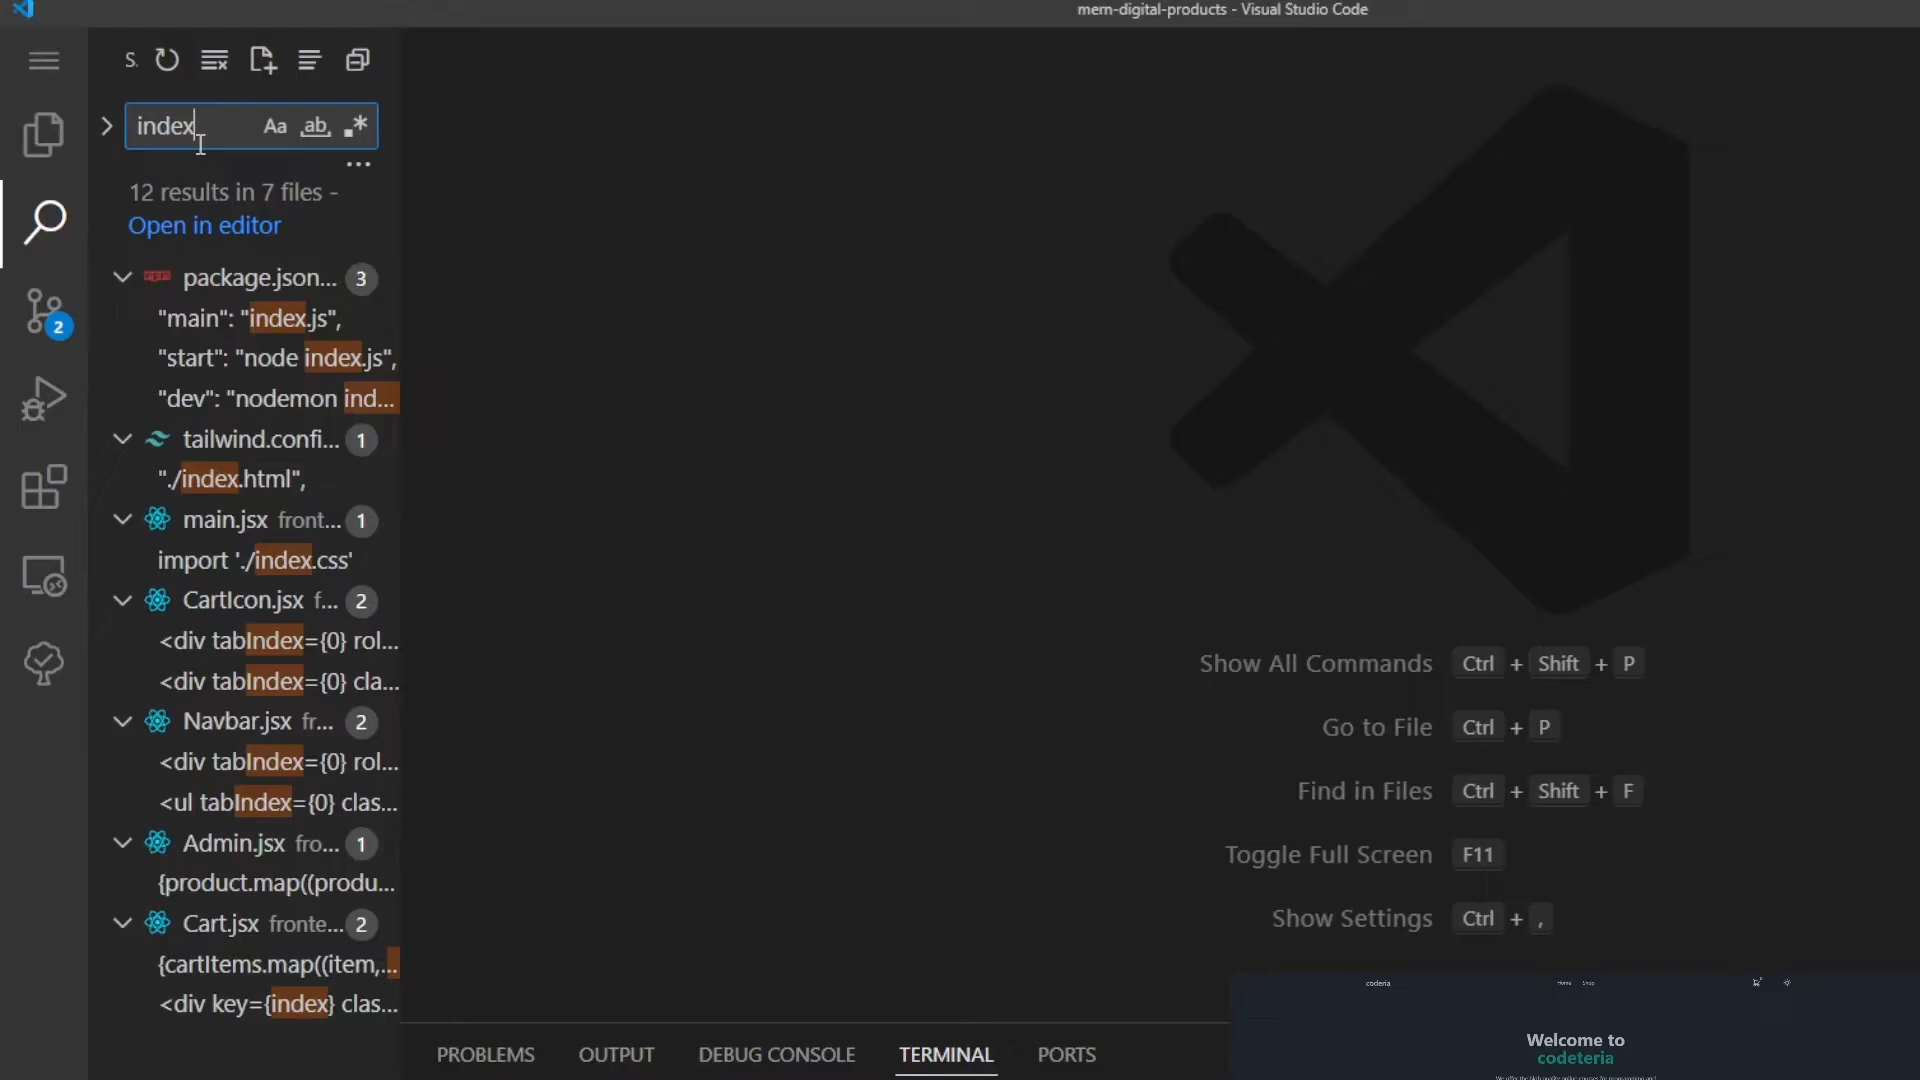 mern-digital-products - Visual Studio Code
S.
index
Aa ab, .*
...
12 results in 7 files -
Open in editor
package.json... 3
"main": "index.js",
"start": "node index.js",
"dev": "nodemon ind...
tailwind.confi... 1
"./index.html",
main.jsx front... 1
import './index.css'
CartIcon.jsx f... 2
<div tabIndex={0} rol...
<div tabIndex={0} cla...
Navbar.jsx fr... 2
<div tabIndex={0} rol...
<ul tabIndex={0} clas...
Admin.jsx fro... 1
{product.map((produ...
Cart.jsx fronte... 2
{cartItems.map((item,...
<div key={index} clas...
2
Show All Commands Ctrl + Shift + P
Go to File Ctrl + P
Find in Files Ctrl + Shift + F
Toggle Full Screen F11
Show Settings Ctrl + ,
PROBLEMS OUTPUT DEBUG CONSOLE TERMINAL PORTS
coderia Home Shop
Welcome to
codeteria